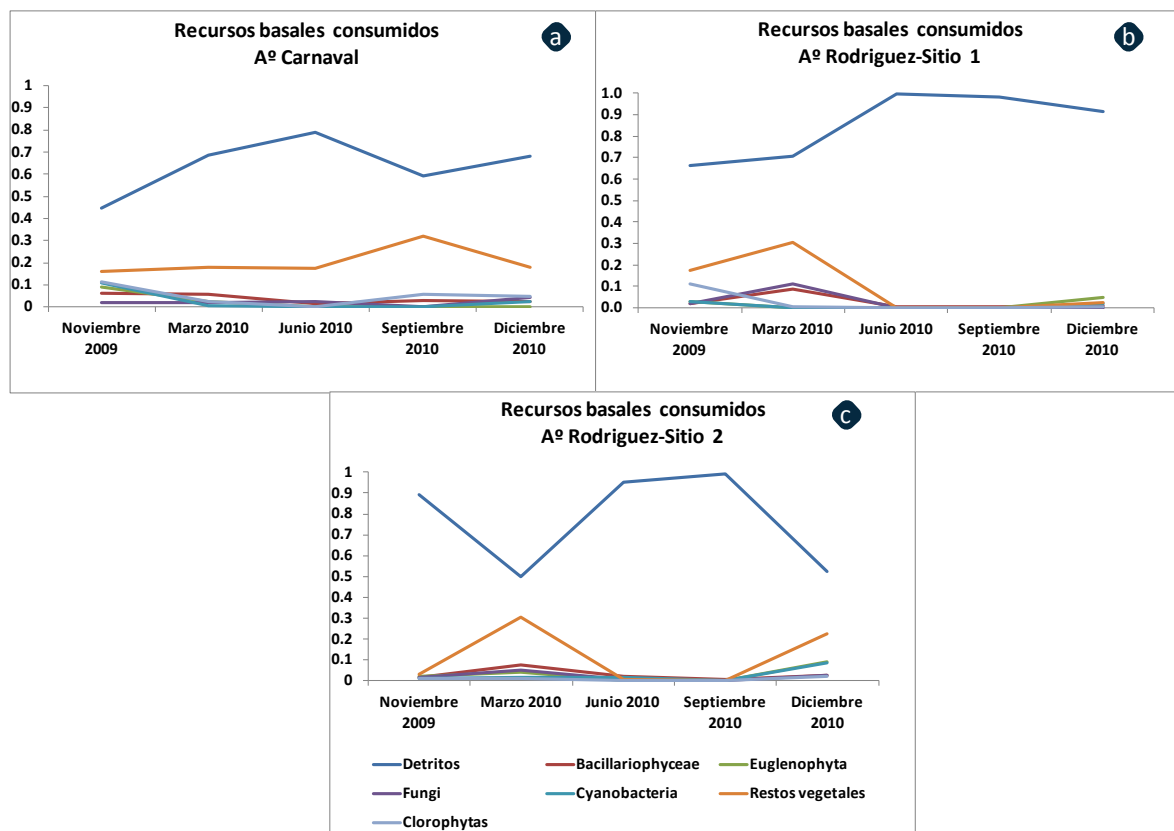 Recursos basales consumidos
Aº Carnaval
a
1
0.9
0.8
0.7
0.6
0.5
0.4
0.3
0.2
0.1
0
Noviembre 2009
Marzo 2010
Junio 2010
Septiembre 2010
Diciembre 2010
Recursos basales consumidos
Aº Rodriguez-Sitio 1
b
1.0
0.9
0.8
0.7
0.6
0.5
0.4
0.3
0.2
0.1
0.0
Noviembre 2009
Marzo 2010
Junio 2010
Septiembre 2010
Diciembre 2010
Recursos basales consumidos
Aº Rodriguez-Sitio 2
c
1
0.9
0.8
0.7
0.6
0.5
0.4
0.3
0.2
0.1
0
Noviembre 2009
Marzo 2010
Junio 2010
Septiembre 2010
Diciembre 2010
Detritos
Bacillariophyceae
Euglenophyta
Fungi
Cyanobacteria
Restos vegetales
Clorophytas